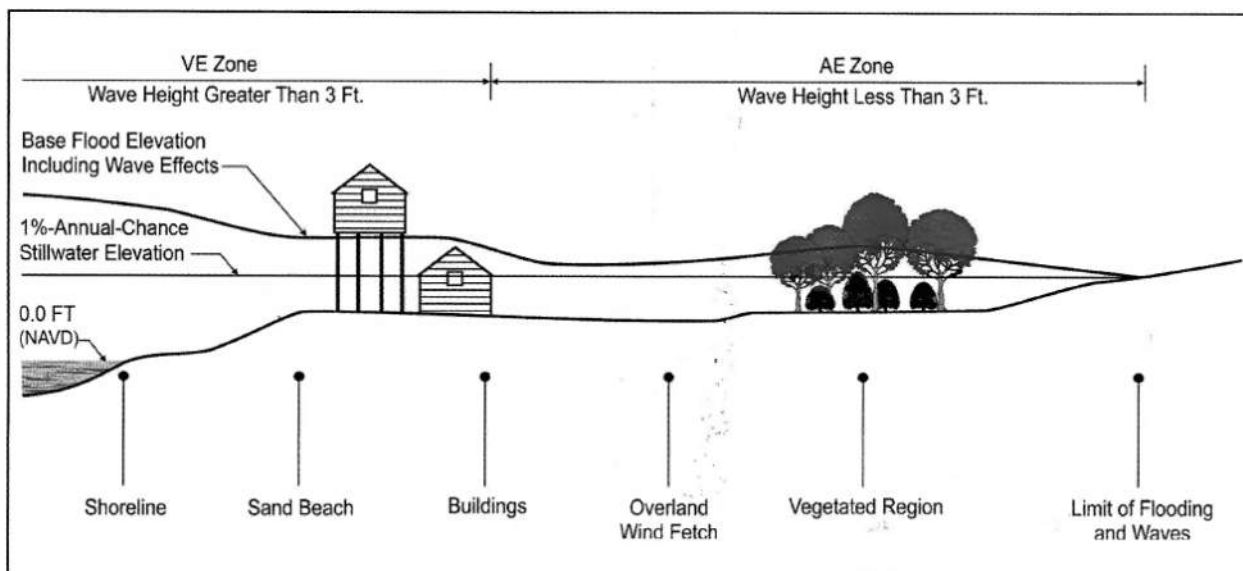 VE Zone
Wave Height Greater Than 3 Ft.
AE Zone
Wave Height Less Than 3 Ft.
Base Flood Elevation
Including Wave Effects
1%-Annual-Chance
Stillwater Elevation
0.0 FT
(NAVD)
Shoreline
Sand Beach
Buildings
Overland
Wind Fetch
Vegetated Region
Limit of Flooding
and Waves